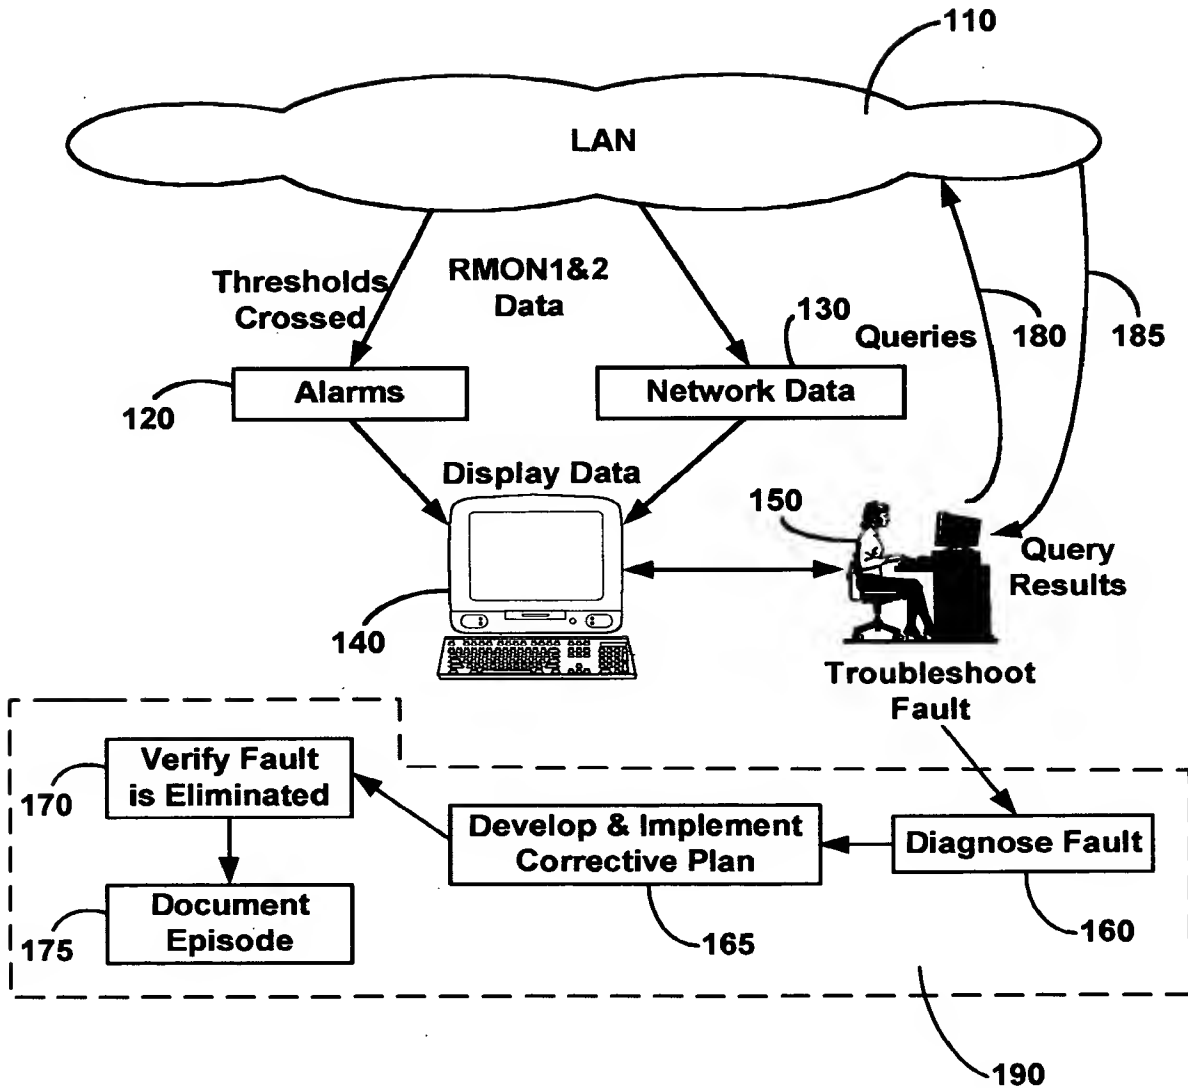 110
LAN
Thresholds
Crossed
RMON1&2
Data
130
Queries
180
185
120
Alarms
Network Data
Display Data
150
Query
Results
140
Troubleshoot
Fault
170
Verify Fault
is Eliminated
Develop & Implement
Corrective Plan
Diagnose Fault
175
Document
Episode
165
160
190